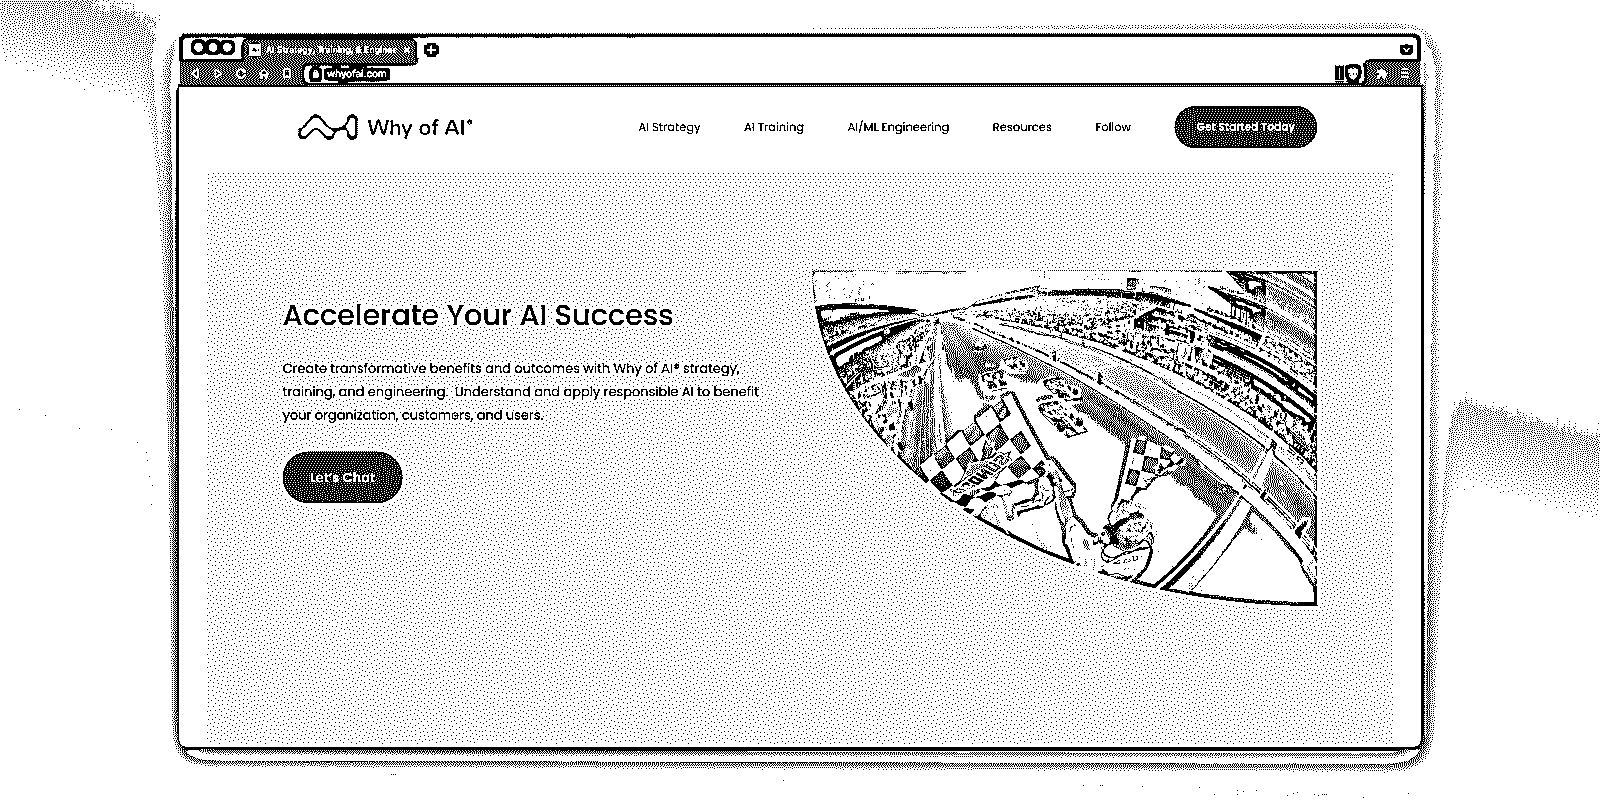 AI Strategy, Training, & Engine
whyofai.com
Why of AI®
AI Strategy
AI Training
AI/ML Engineering
Resources
Follow
Get Started Today
Accelerate Your AI Success
Create transformative benefits and outcomes with Why of AI® strategy,
training, and engineering. Understand and apply responsible AI to benefit
your organization, customers, and users.
Let's Chat